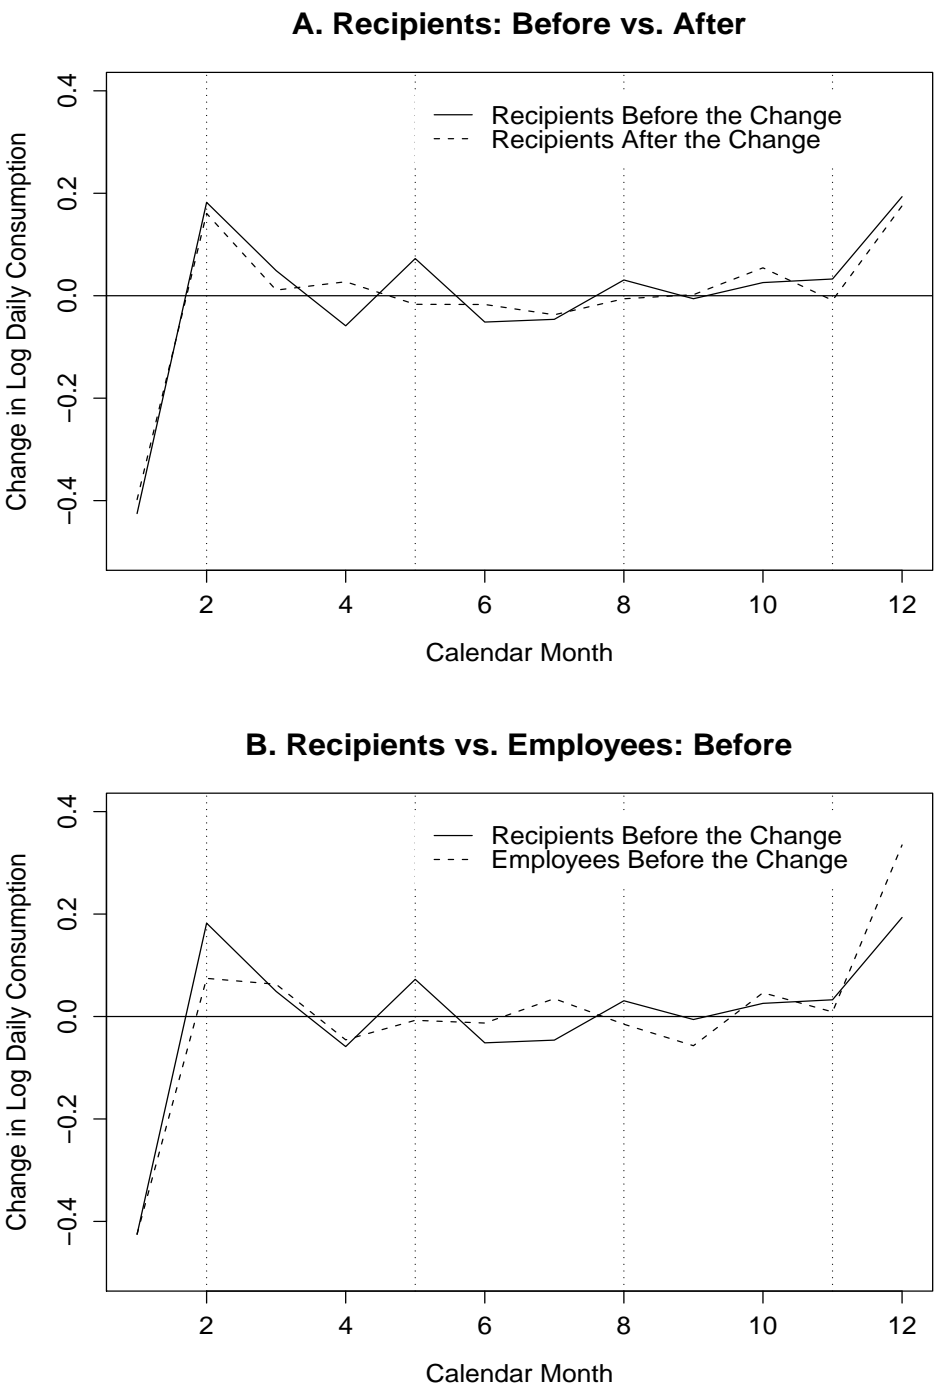 A. Recipients: Before vs. After
Recipients Before the Change
Recipients After the Change
Change in Log Daily Consumption
0.4
0.2
0.0
−0.2
−0.4
2 4 6 8 10 12
Calendar Month
B. Recipients vs. Employees: Before
Recipients Before the Change
Employees Before the Change
Change in Log Daily Consumption
0.4
0.2
0.0
−0.2
−0.4
2 4 6 8 10 12
Calendar Month